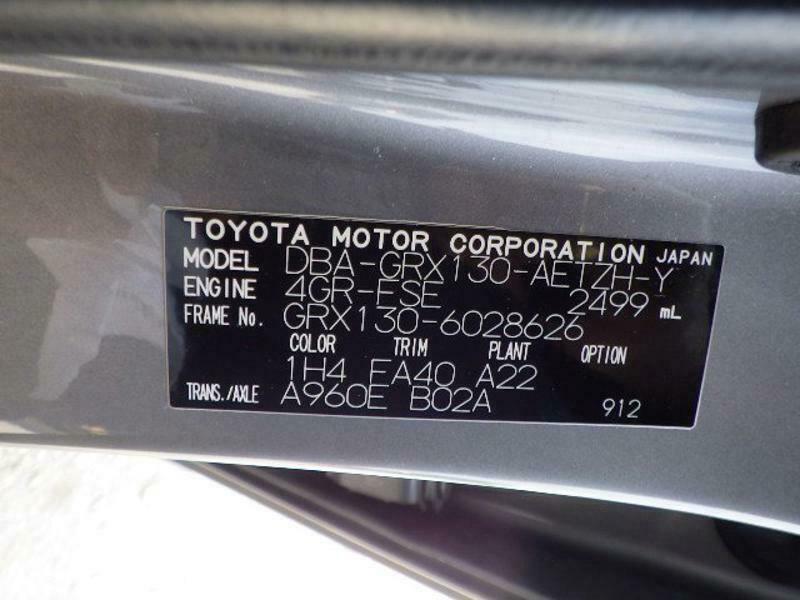 TOYOTA MOTOR CORPORATION JAPAN
MODEL DBA-GRX130-AETZH-Y
ENGINE 4GR-FSE 2499 mL
FRAME No. GRX130-6028626
COLOR TRIM PLANT OPTION
1H4 FA40 A22
TRANS./AXLE A960E B02A 912